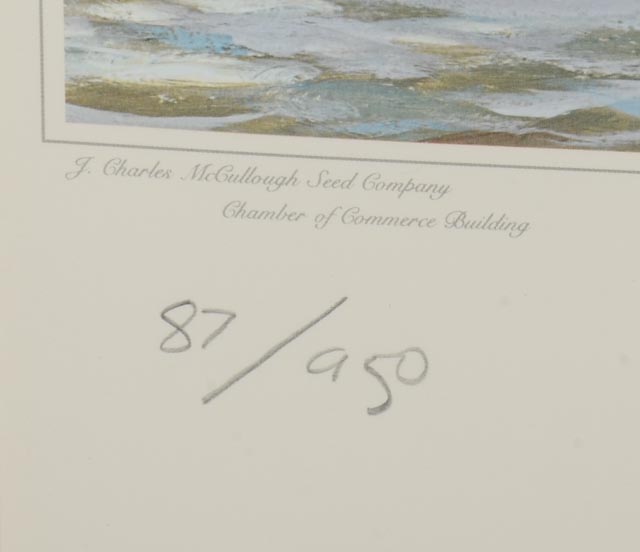 J. Charles McCullough Seed Company
Chamber of Commerce Building
87/950